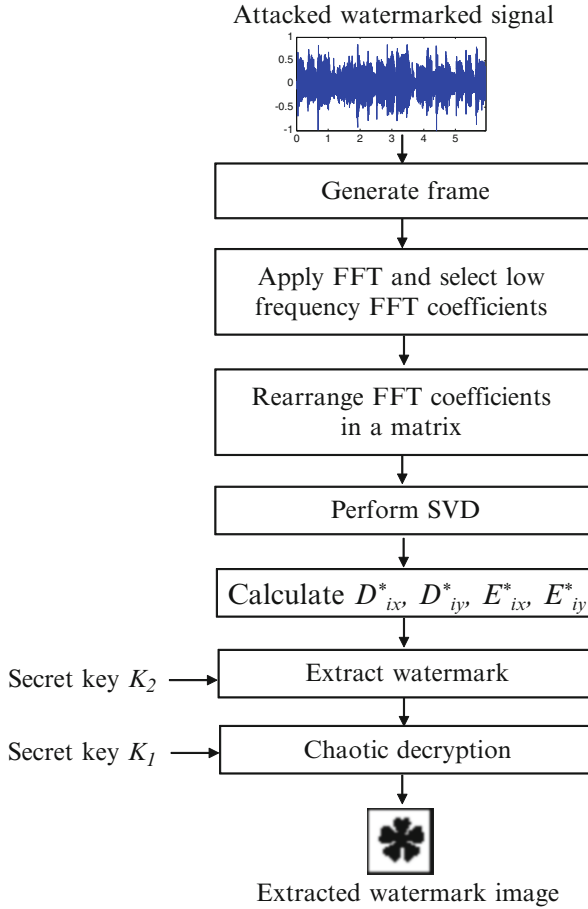 Attacked watermarked signal
1
0.5
0
-0.5
-1
0 1 2 3 4 5
Generate frame
Apply FFT and select low
frequency FFT coefficients
Rearrange FFT coefficients
in a matrix
Perform SVD
Calculate D*ix, D*iy, E*ix, E*iy
Secret key K2
Extract watermark
Secret key K1
Chaotic decryption
Extracted watermark image